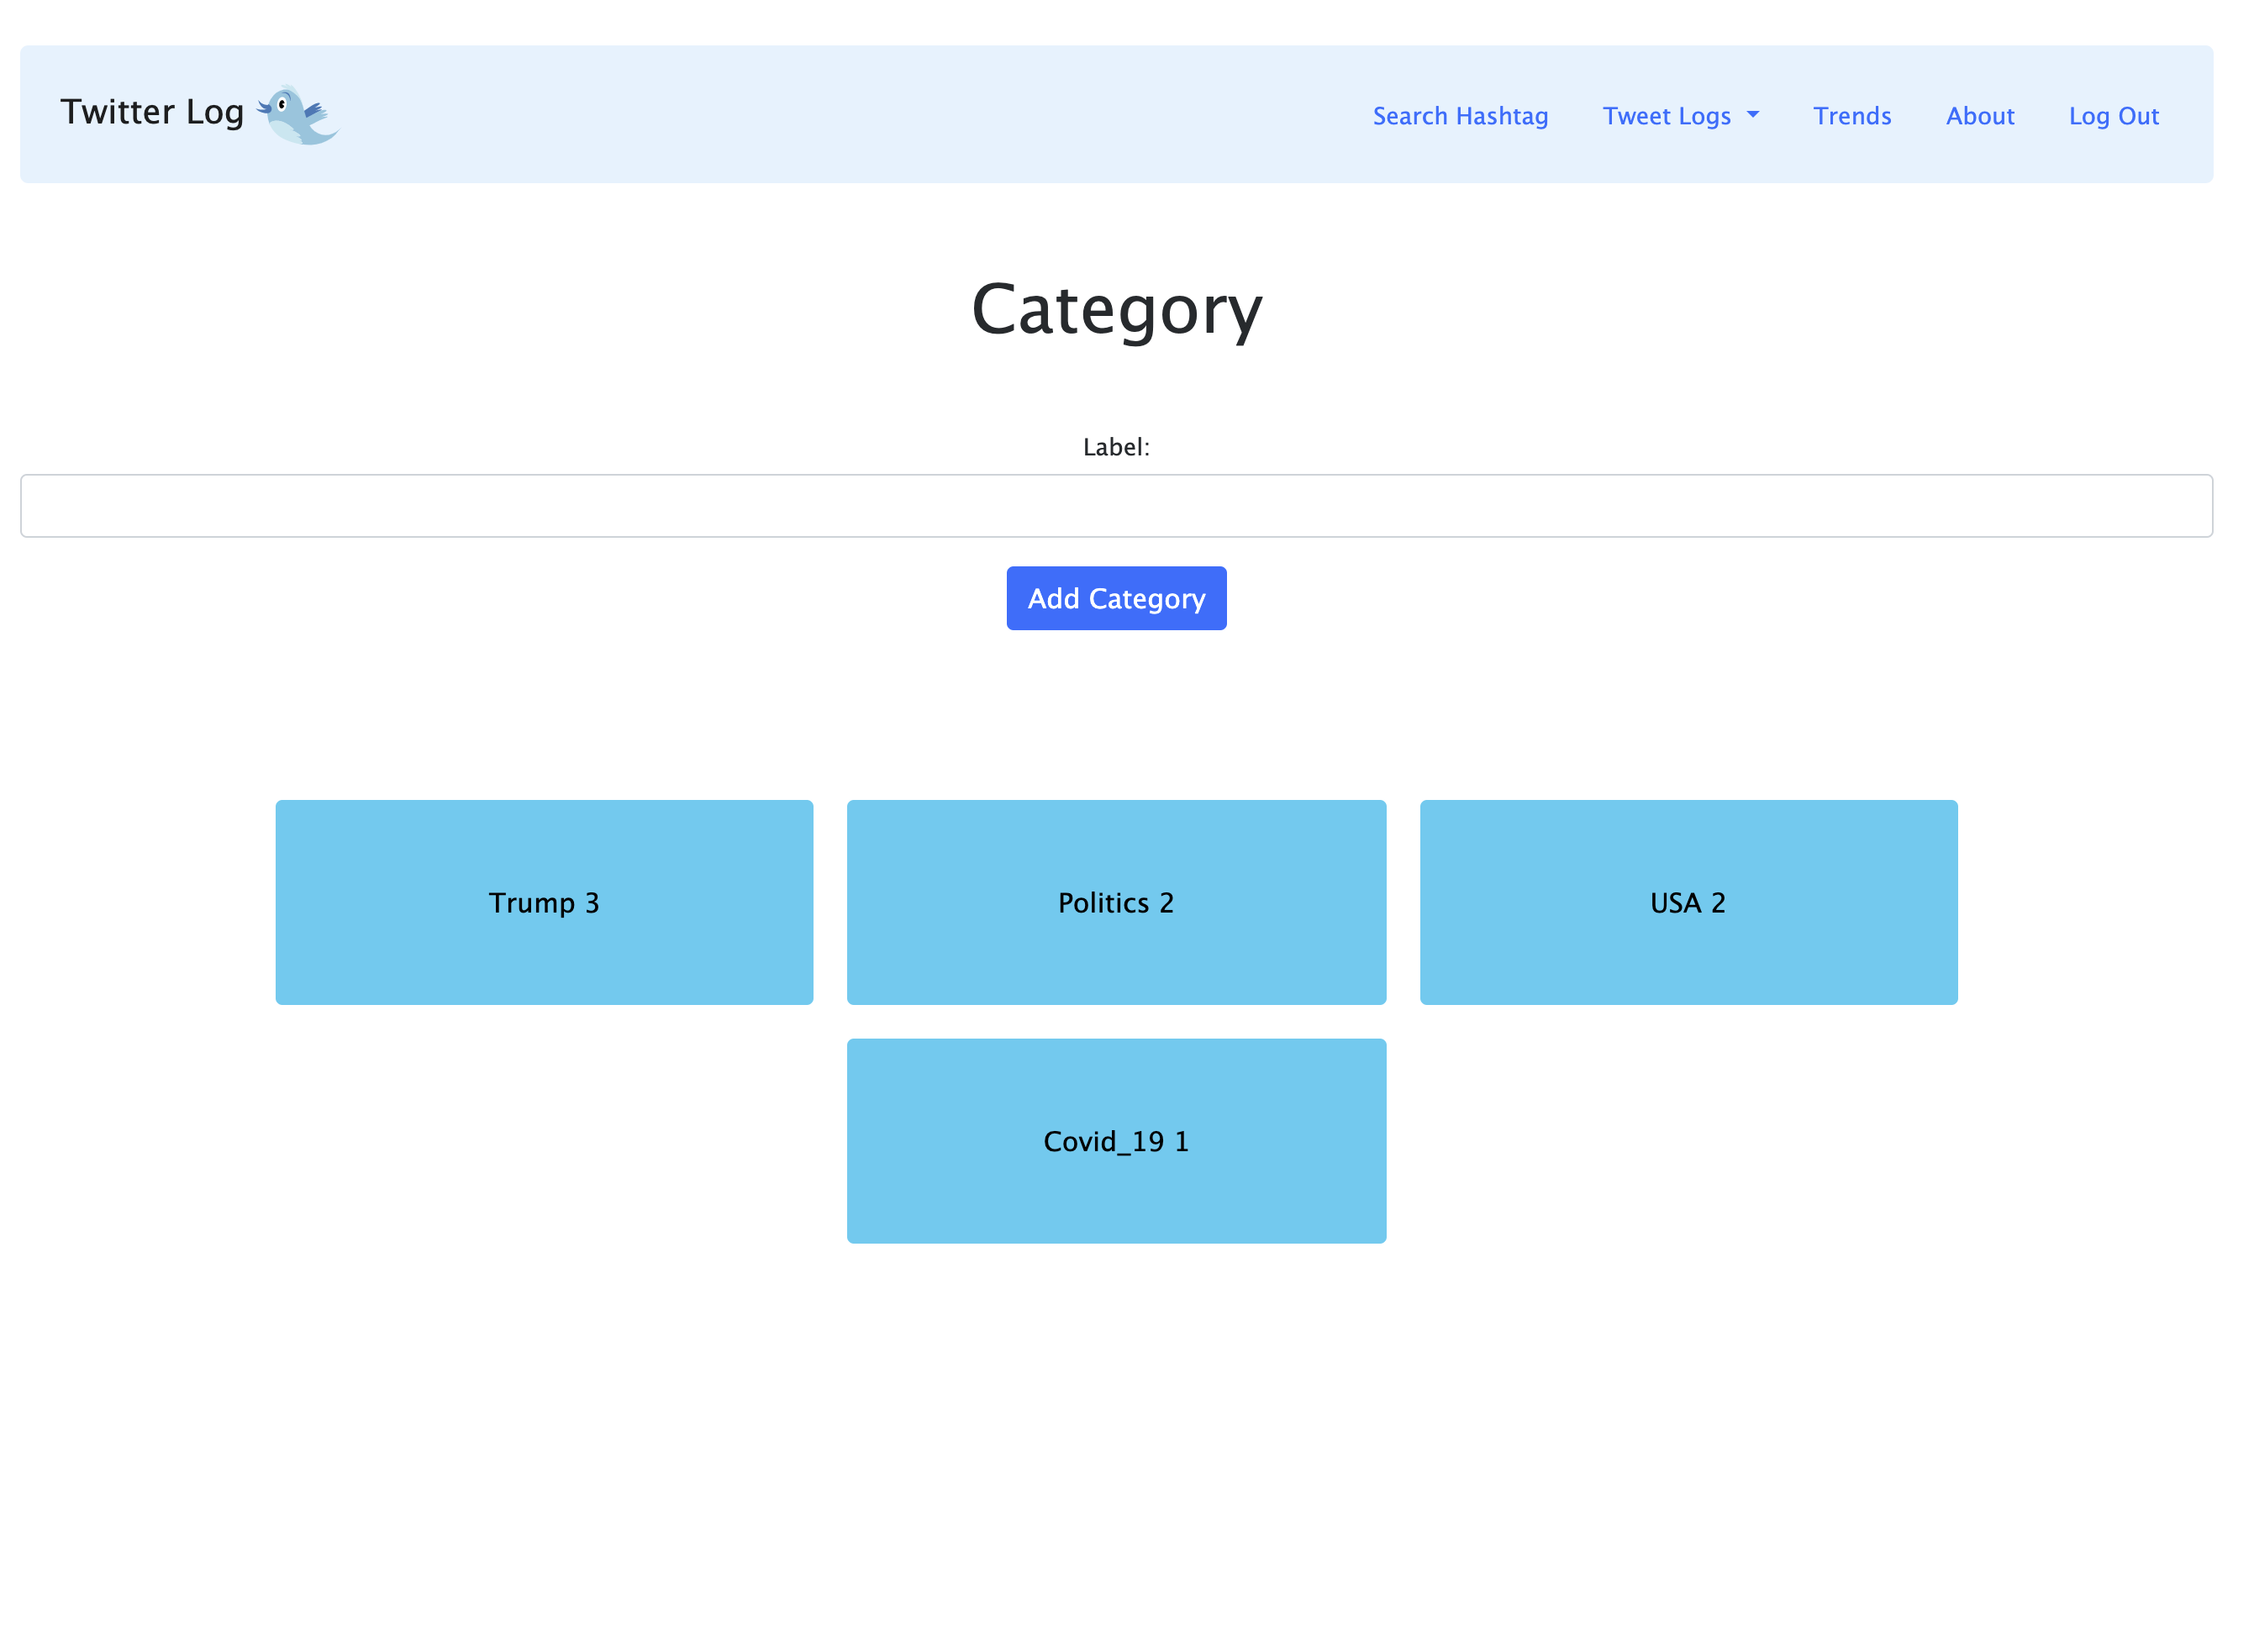 Twitter Log
Search Hashtag Tweet Logs Trends About Log Out
Category
Label:
Add Category
Trump 3 Politics 2 USA 2
Covid_19 1